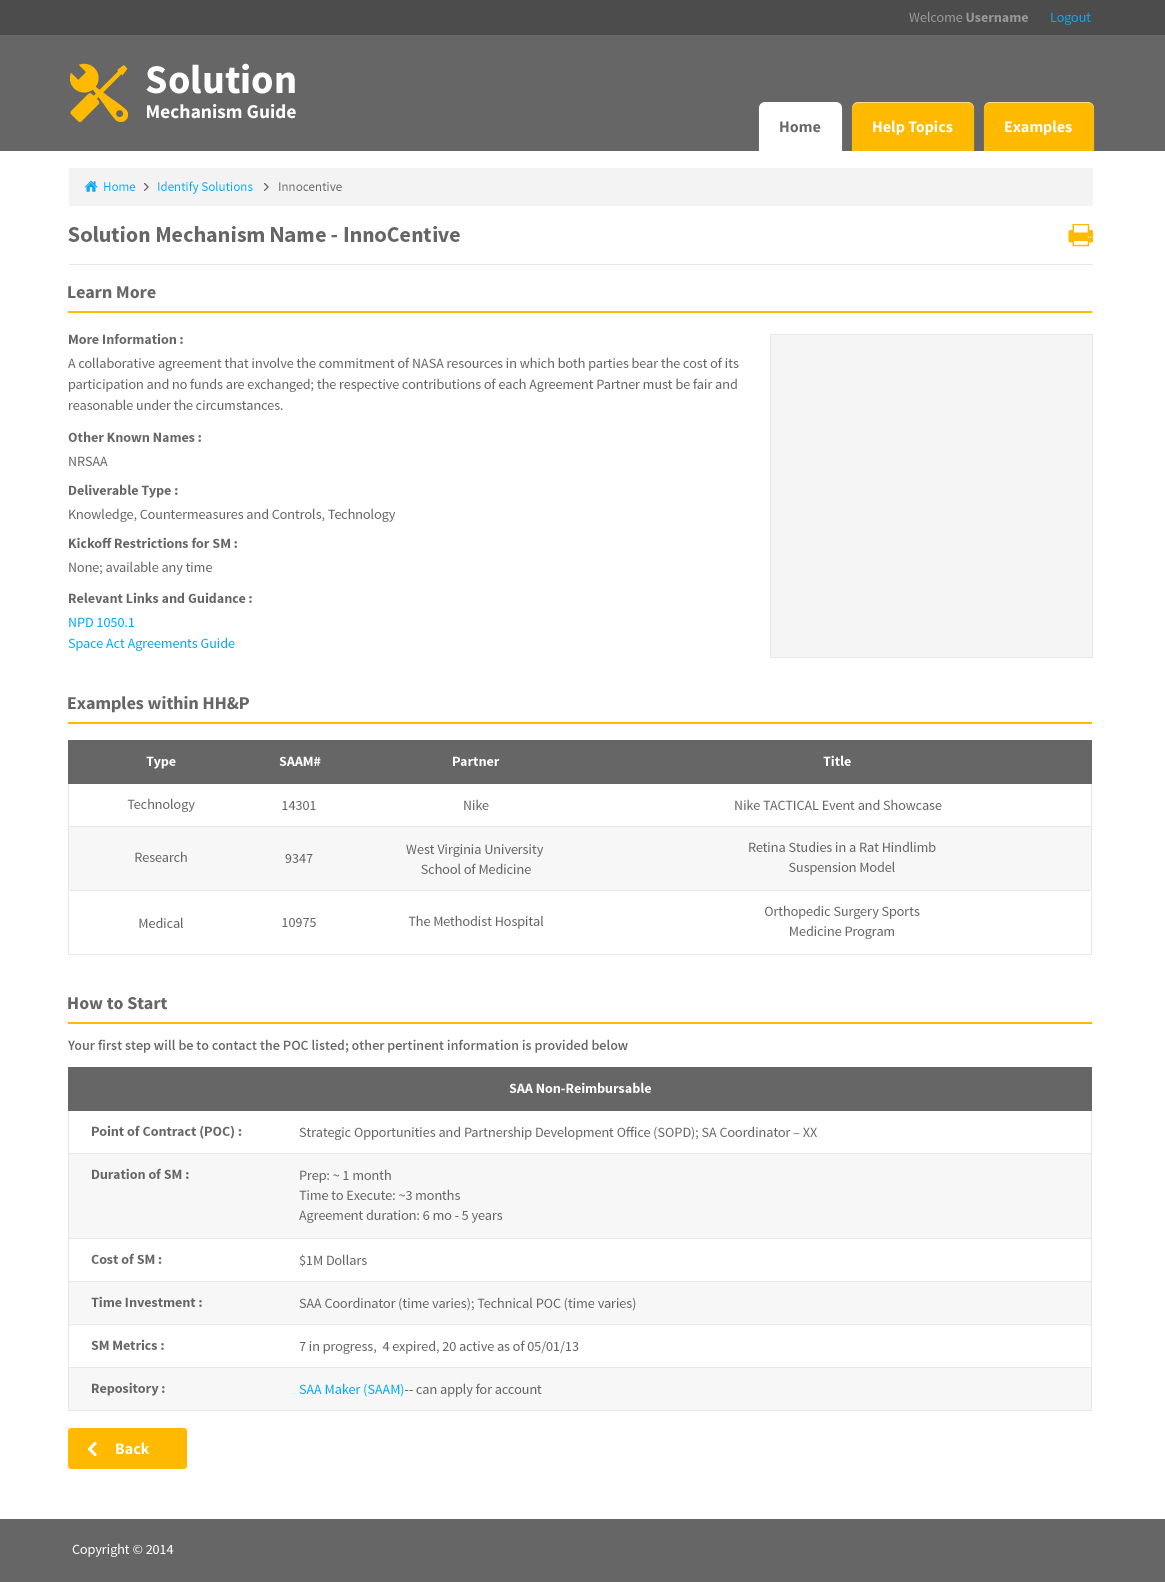 Welcome Username Logout
Solution
Mechanism Guide
Home Help Topics Examples
Home Identify Solutions Innocentive
Solution Mechanism Name - InnoCentive
Learn More
More Information :
A collaborative agreement that involve the commitment of NASA resources in which both parties bear the cost of its
participation and no funds are exchanged; the respective contributions of each Agreement Partner must be fair and
reasonable under the circumstances.
Other Known Names :
NRSAA
Deliverable Type :
Knowledge, Countermeasures and Controls, Technology
Kickoff Restrictions for SM :
None; available any time
Relevant Links and Guidance :
NPD 1050.1
Space Act Agreements Guide
Examples within HH&P
Type SAAM# Partner Title
Technology 14301 Nike Nike TACTICAL Event and Showcase
Research 9347 West Virginia University
School of Medicine
Retina Studies in a Rat Hindlimb
Suspension Model
Medical 10975 The Methodist Hospital
Orthopedic Surgery Sports
Medicine Program
How to Start
Your first step will be to contact the POC listed; other pertinent information is provided below
SAA Non-Reimbursable
Point of Contract (POC) : Strategic Opportunities and Partnership Development Office (SOPD); SA Coordinator – XX
Duration of SM : Prep: ~ 1 month
Time to Execute: ~3 months
Agreement duration: 6 mo - 5 years
Cost of SM : $1M Dollars
Time Investment : SAA Coordinator (time varies); Technical POC (time varies)
SM Metrics : 7 in progress,  4 expired, 20 active as of 05/01/13
Repository : SAA Maker (SAAM)-- can apply for account
Back
Copyright © 2014